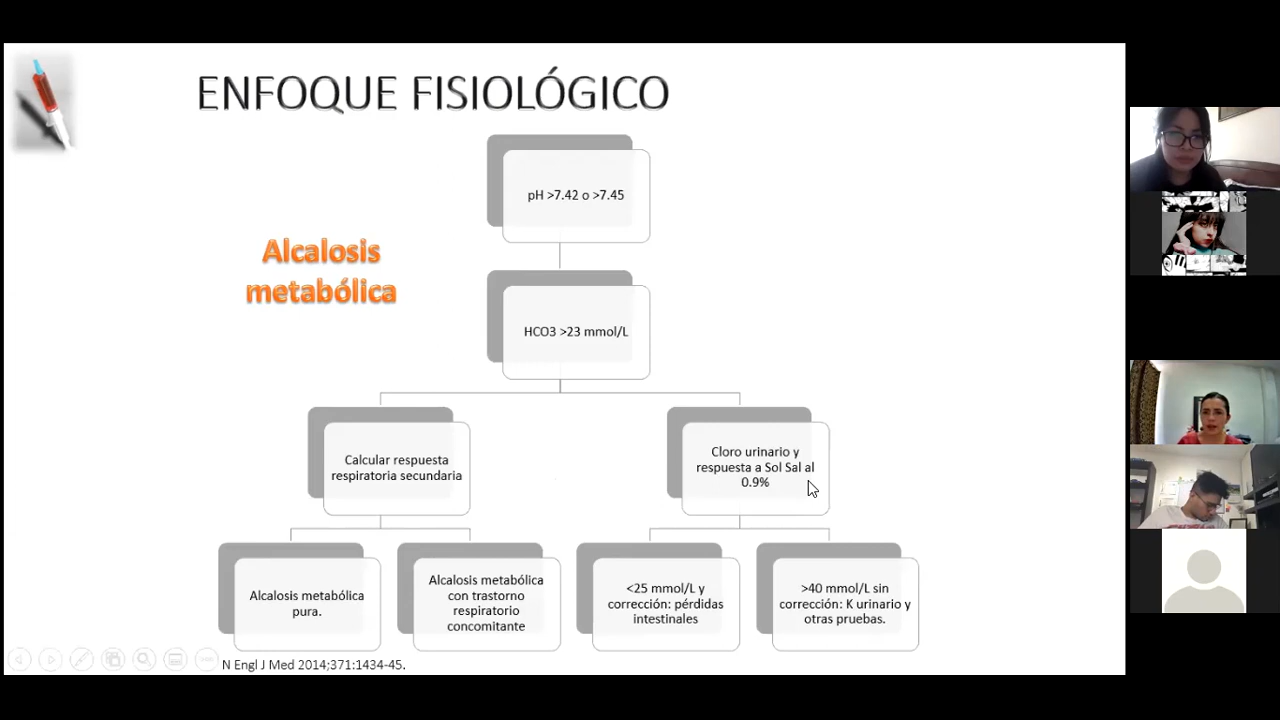 ENFOQUE FISIOLÓGICO
pH >7.42 o >7.45
Alcalosis
metabólica
HCO3 >23 mmol/L
Calcular respuesta
respiratoria secundaria
Cloro urinario y
respuesta a Sol Sal al
0.9%
Alcalosis metabólica
pura.
Alcalosis metabólica
con trastorno
respiratorio
concomitante
<25 mmol/L y
corrección: pérdidas
intestinales
>40 mmol/L sin
corrección: K urinario y
otras pruebas.
N Engl J Med 2014;371:1434-45.